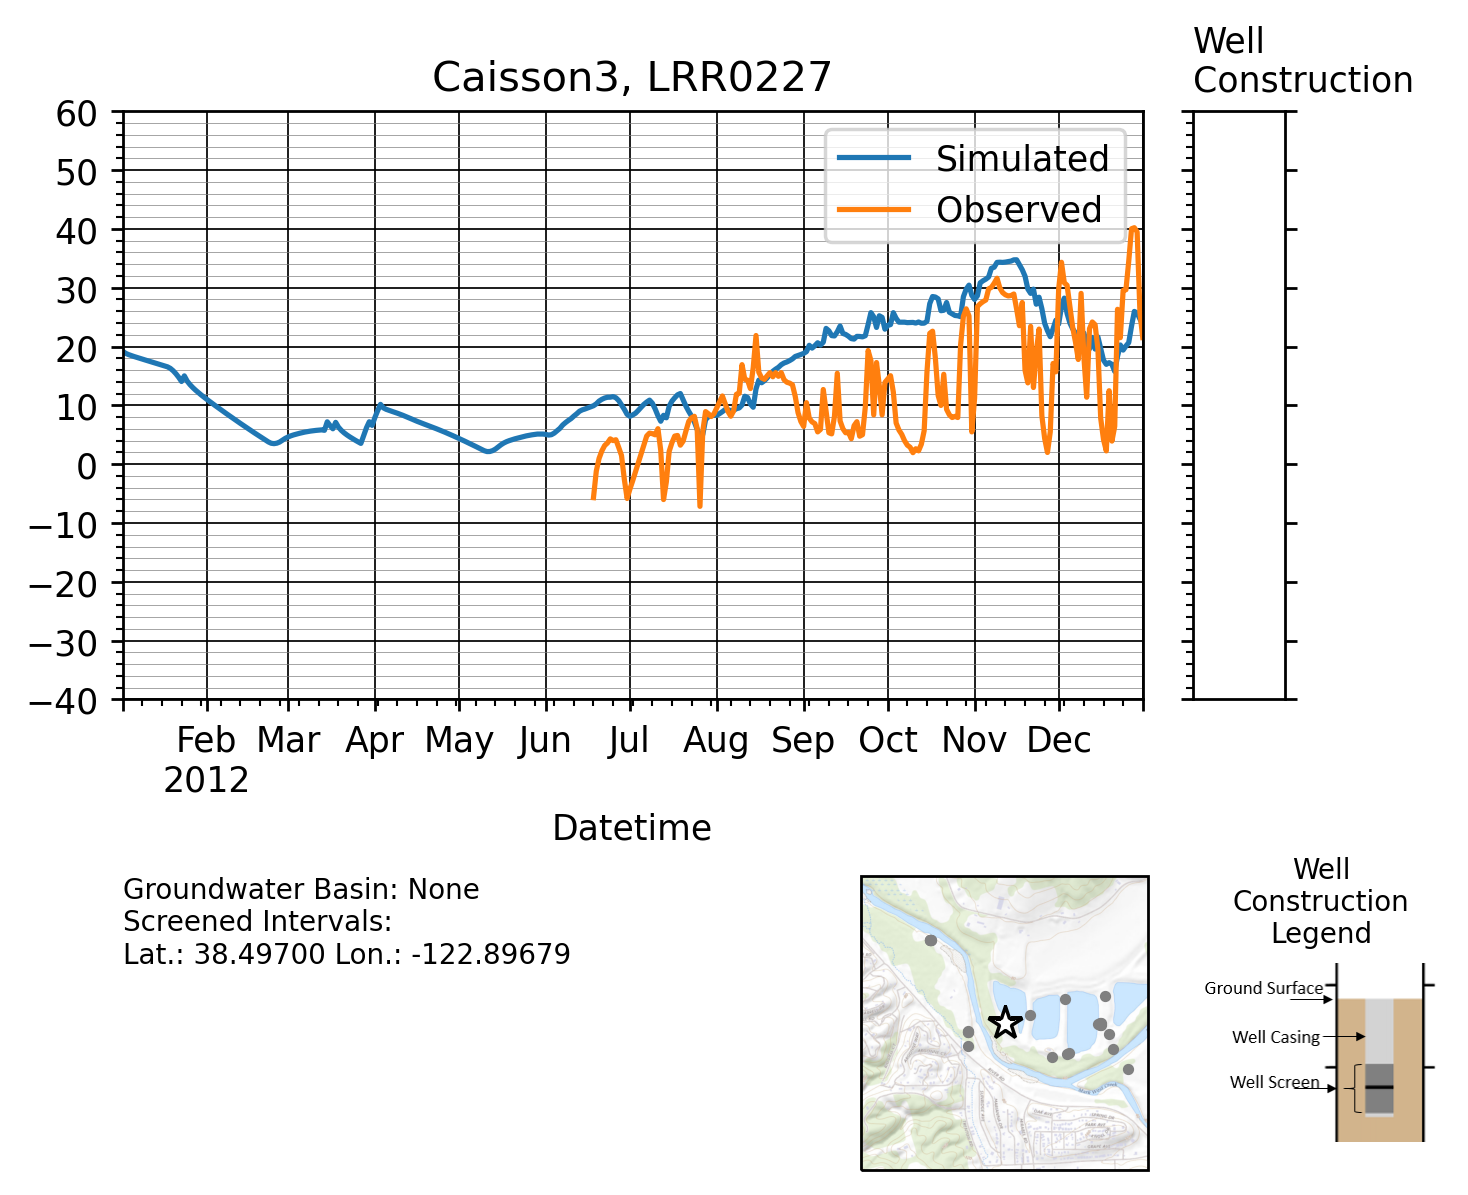 Well
Construction
Caisson3, LRR0227
60
50
40
30
20
10
0
−10
−20
−30
−40
Simulated
Observed
Feb Mar Apr May Jun Jul Aug Sep Oct Nov Dec
2012
Datetime
Groundwater Basin: None
Screened Intervals:
Lat.: 38.49700 Lon.: -122.89679
Well
Construction
Legend
Ground Surface
Well Casing
Well Screen